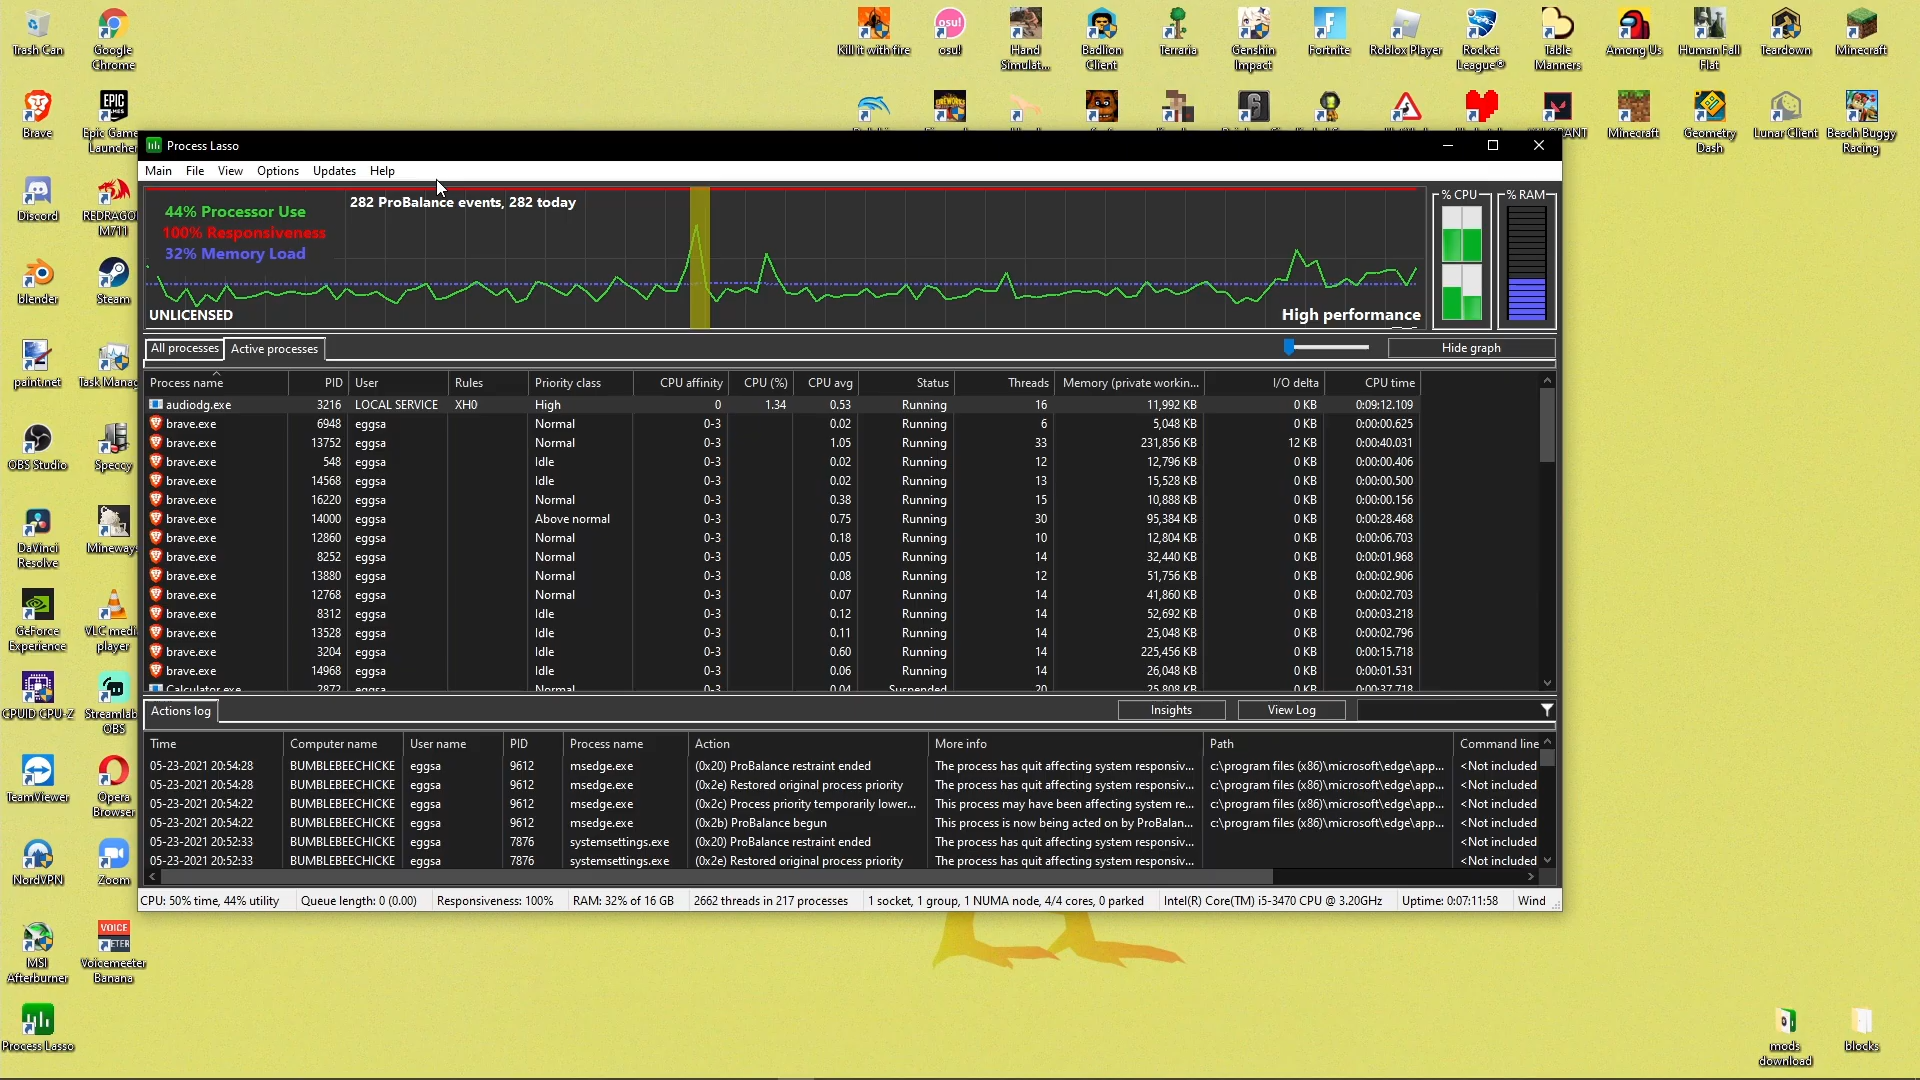 Trash Can
Google Chrome
Kill it with fire
osu!
Hand Simulat...
Badlion Client
Terraria
Genshin Impact
Fortnite
Roblox Player
Rocket League®
Table Manners
Among Us
Human Fall Flat
Teardown
Minecraft
Brave
Epic Game Launcher
Minecraft
Geometry Dash
Lunar Client
Beach Buggy Racing
Discord
REDRAGO M711
Blender
Steam
paint.net
Task Manag
OBS Studio
Speccy
DaVinci Resolve
Mineways
GeForce Experience
VLC medi player
CPUID CPU-Z
Streamlab OBS
TeamViewer
Opera Browser
NordVPN
Zoom
MSI Afterburner
VOICE METER
Voicemeeter Banana
Process Lasso
mods download
blocks
Process Lasso
Main File View Options Updates Help
44% Processor Use
282 ProBalance events, 282 today
100% Responsiveness
32% Memory Load
UNLICENSED
High performance
% CPU
% RAM
All processes Active processes
Hide graph
Process name PID User Rules Priority class CPU affinity CPU (%) CPU avg Status Threads Memory (private workin... I/O delta CPU time
audiodg.exe 3216 LOCAL SERVICE XH0 High 0 1.34 0.53 Running 16 11,992 KB 0 KB 0:09:12.109
brave.exe 6948 eggsa Normal 0-3 0.02 Running 6 5,048 KB 0 KB 0:00:00.625
brave.exe 13752 eggsa Normal 0-3 1.05 Running 33 231,856 KB 12 KB 0:00:40.031
brave.exe 548 eggsa Idle 0-3 0.02 Running 12 12,796 KB 0 KB 0:00:00.406
brave.exe 14568 eggsa Idle 0-3 0.02 Running 13 15,528 KB 0 KB 0:00:00.500
brave.exe 16220 eggsa Normal 0-3 0.38 Running 15 10,888 KB 0 KB 0:00:00.156
brave.exe 14000 eggsa Above normal 0-3 0.75 Running 30 95,384 KB 0 KB 0:00:28.468
brave.exe 12860 eggsa Normal 0-3 0.18 Running 10 12,804 KB 0 KB 0:00:06.703
brave.exe 8252 eggsa Normal 0-3 0.05 Running 14 32,440 KB 0 KB 0:00:01.968
brave.exe 13880 eggsa Normal 0-3 0.08 Running 12 51,756 KB 0 KB 0:00:02.906
brave.exe 12768 eggsa Normal 0-3 0.07 Running 14 41,860 KB 0 KB 0:00:02.703
brave.exe 8312 eggsa Idle 0-3 0.12 Running 14 52,692 KB 0 KB 0:00:03.218
brave.exe 13528 eggsa Idle 0-3 0.11 Running 14 25,048 KB 0 KB 0:00:02.796
brave.exe 3204 eggsa Idle 0-3 0.60 Running 14 225,456 KB 0 KB 0:00:15.718
brave.exe 14968 eggsa Idle 0-3 0.06 Running 14 26,048 KB 0 KB 0:00:01.531
Calculator.exe 2872 eggsa Normal 0-3 0.04 Suspended 20 25,808 KB 0 KB 0:00:37.718
Actions log
Insights
View Log
Time Computer name User name PID Process name Action More info Path Command line
05-23-2021 20:54:28 BUMBLEBEECHICKE eggsa 9612 msedge.exe (0x20) ProBalance restraint ended The process has quit affecting system responsiv... c:\program files (x86)\microsoft\edge\app... <Not included
05-23-2021 20:54:28 BUMBLEBEECHICKE eggsa 9612 msedge.exe (0x2e) Restored original process priority The process has quit affecting system responsiv... c:\program files (x86)\microsoft\edge\app... <Not included
05-23-2021 20:54:22 BUMBLEBEECHICKE eggsa 9612 msedge.exe (0x2c) Process priority temporarily lower... This process may have been affecting system re... c:\program files (x86)\microsoft\edge\app... <Not included
05-23-2021 20:54:22 BUMBLEBEECHICKE eggsa 9612 msedge.exe (0x2b) ProBalance begun This process is now being acted on by ProBalan... c:\program files (x86)\microsoft\edge\app... <Not included
05-23-2021 20:52:33 BUMBLEBEECHICKE eggsa 7876 systemsettings.exe (0x20) ProBalance restraint ended The process has quit affecting system responsiv... <Not included
05-23-2021 20:52:33 BUMBLEBEECHICKE eggsa 7876 systemsettings.exe (0x2e) Restored original process priority The process has quit affecting system responsiv... <Not included
CPU: 50% time, 44% utility Queue length: 0 (0.00) Responsiveness: 100% RAM: 32% of 16 GB 2662 threads in 217 processes 1 socket, 1 group, 1 NUMA node, 4/4 cores, 0 parked Intel(R) Core(TM) i5-3470 CPU @ 3.20GHz Uptime: 0:07:11:58 Wind